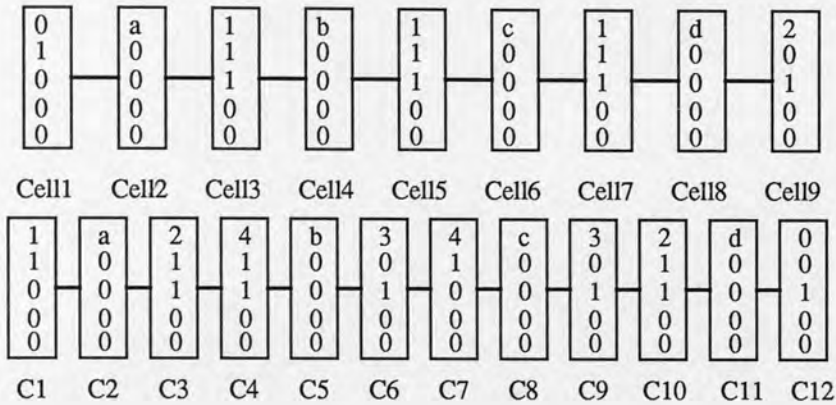 0 a 1 b 1 c 1 d 2
1 0 1 0 1 0 1 0 0
0 0 1 0 1 0 1 0 1
0 0 0 0 0 0 0 0 0
0 0 0 0 0 0 0 0 0
Cell1 Cell2 Cell3 Cell4 Cell5 Cell6 Cell7 Cell8 Cell9
1 a 2 4 b 3 4 c 3 2 d 0
1 0 1 1 0 0 1 0 0 1 0 0
0 0 1 1 0 1 0 0 1 1 0 1
0 0 0 0 0 0 0 0 0 0 0 0
0 0 0 0 0 0 0 0 0 0 0 0
C1 C2 C3 C4 C5 C6 C7 C8 C9 C10 C11 C12